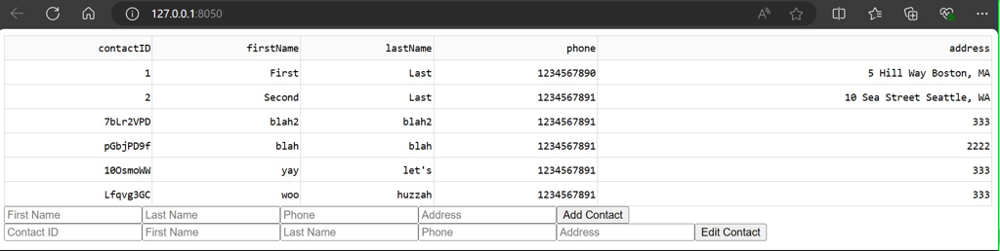 127.0.0.1:8050
contactID firstName lastName phone address
1 First Last 1234567890 5 Hill Way Boston, MA
2 Second Last 1234567891 10 Sea Street Seattle, WA
7bLr2VPD blah2 blah2 1234567891 333
pGbjPD9f blah blah 1234567891 2222
10OsmoWW yay let's 1234567891 333
Lfqvg3GC woo huzzah 1234567891 333
First Name Last Name Phone Address Add Contact
Contact ID First Name Last Name Phone Address Edit Contact